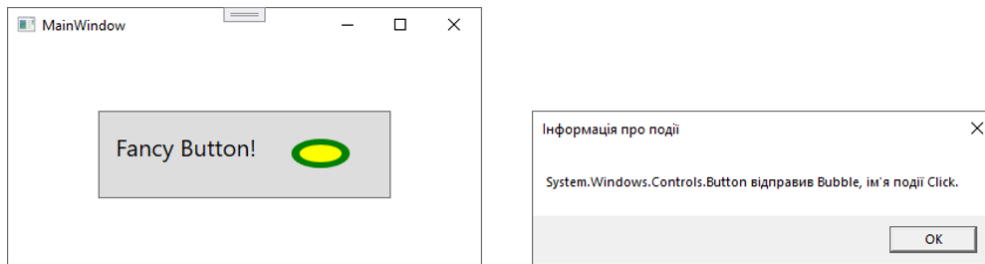 MainWindow
Fancy Button!
Інформація про події
System.Windows.Controls.Button відправив Bubble, ім'я події Click.
OK